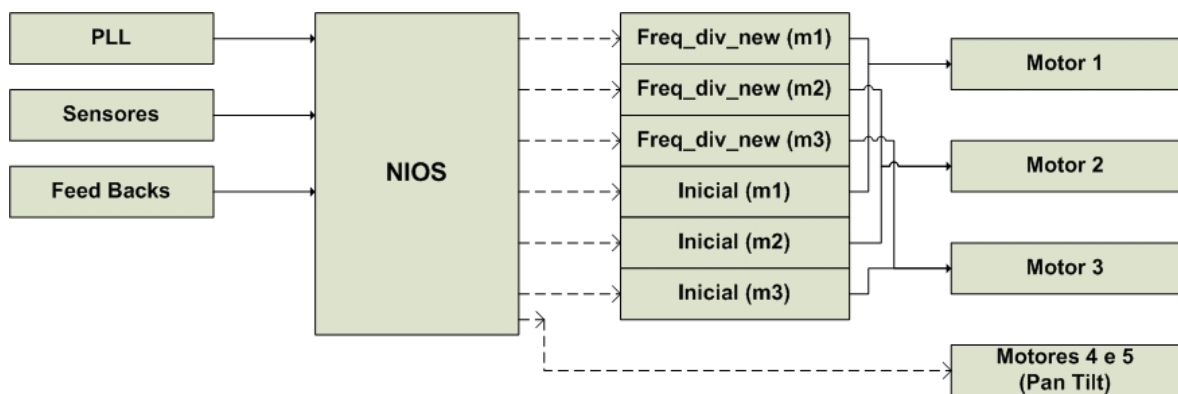 PLL
Sensores
Feed Backs
NIOS
Freq_div_new (m1)
Freq_div_new (m2)
Freq_div_new (m3)
Inicial (m1)
Inicial (m2)
Inicial (m3)
Motor 1
Motor 2
Motor 3
Motores 4 e 5
(Pan Tilt)